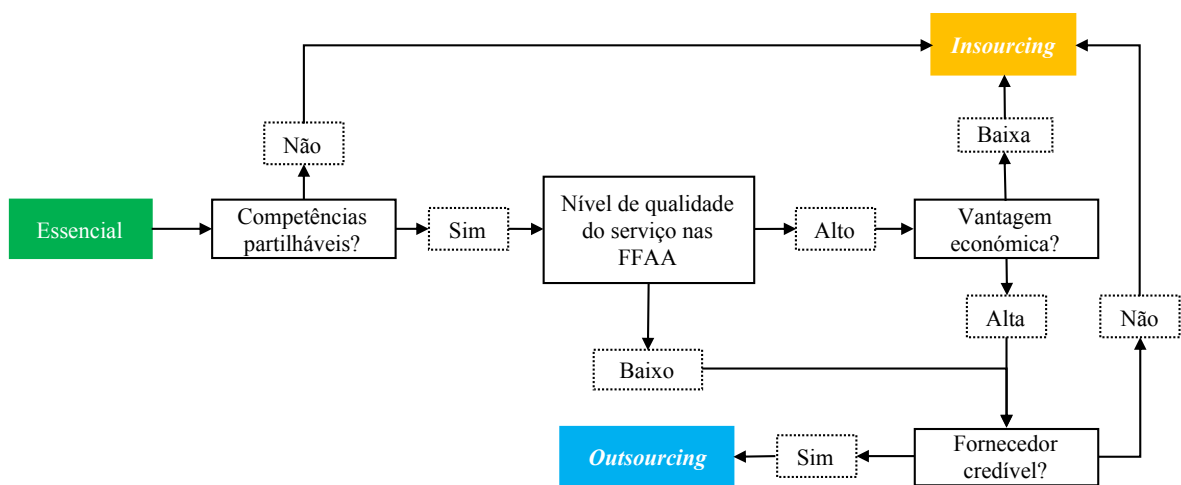 Insourcing
Não
Baixa
Essencial
Competências
partilháveis?
Sim
Nível de qualidade
do serviço nas
FFAA
Alto
Vantagem
económica?
Baixo
Alta
Não
Outsourcing
Sim
Fornecedor
credível?